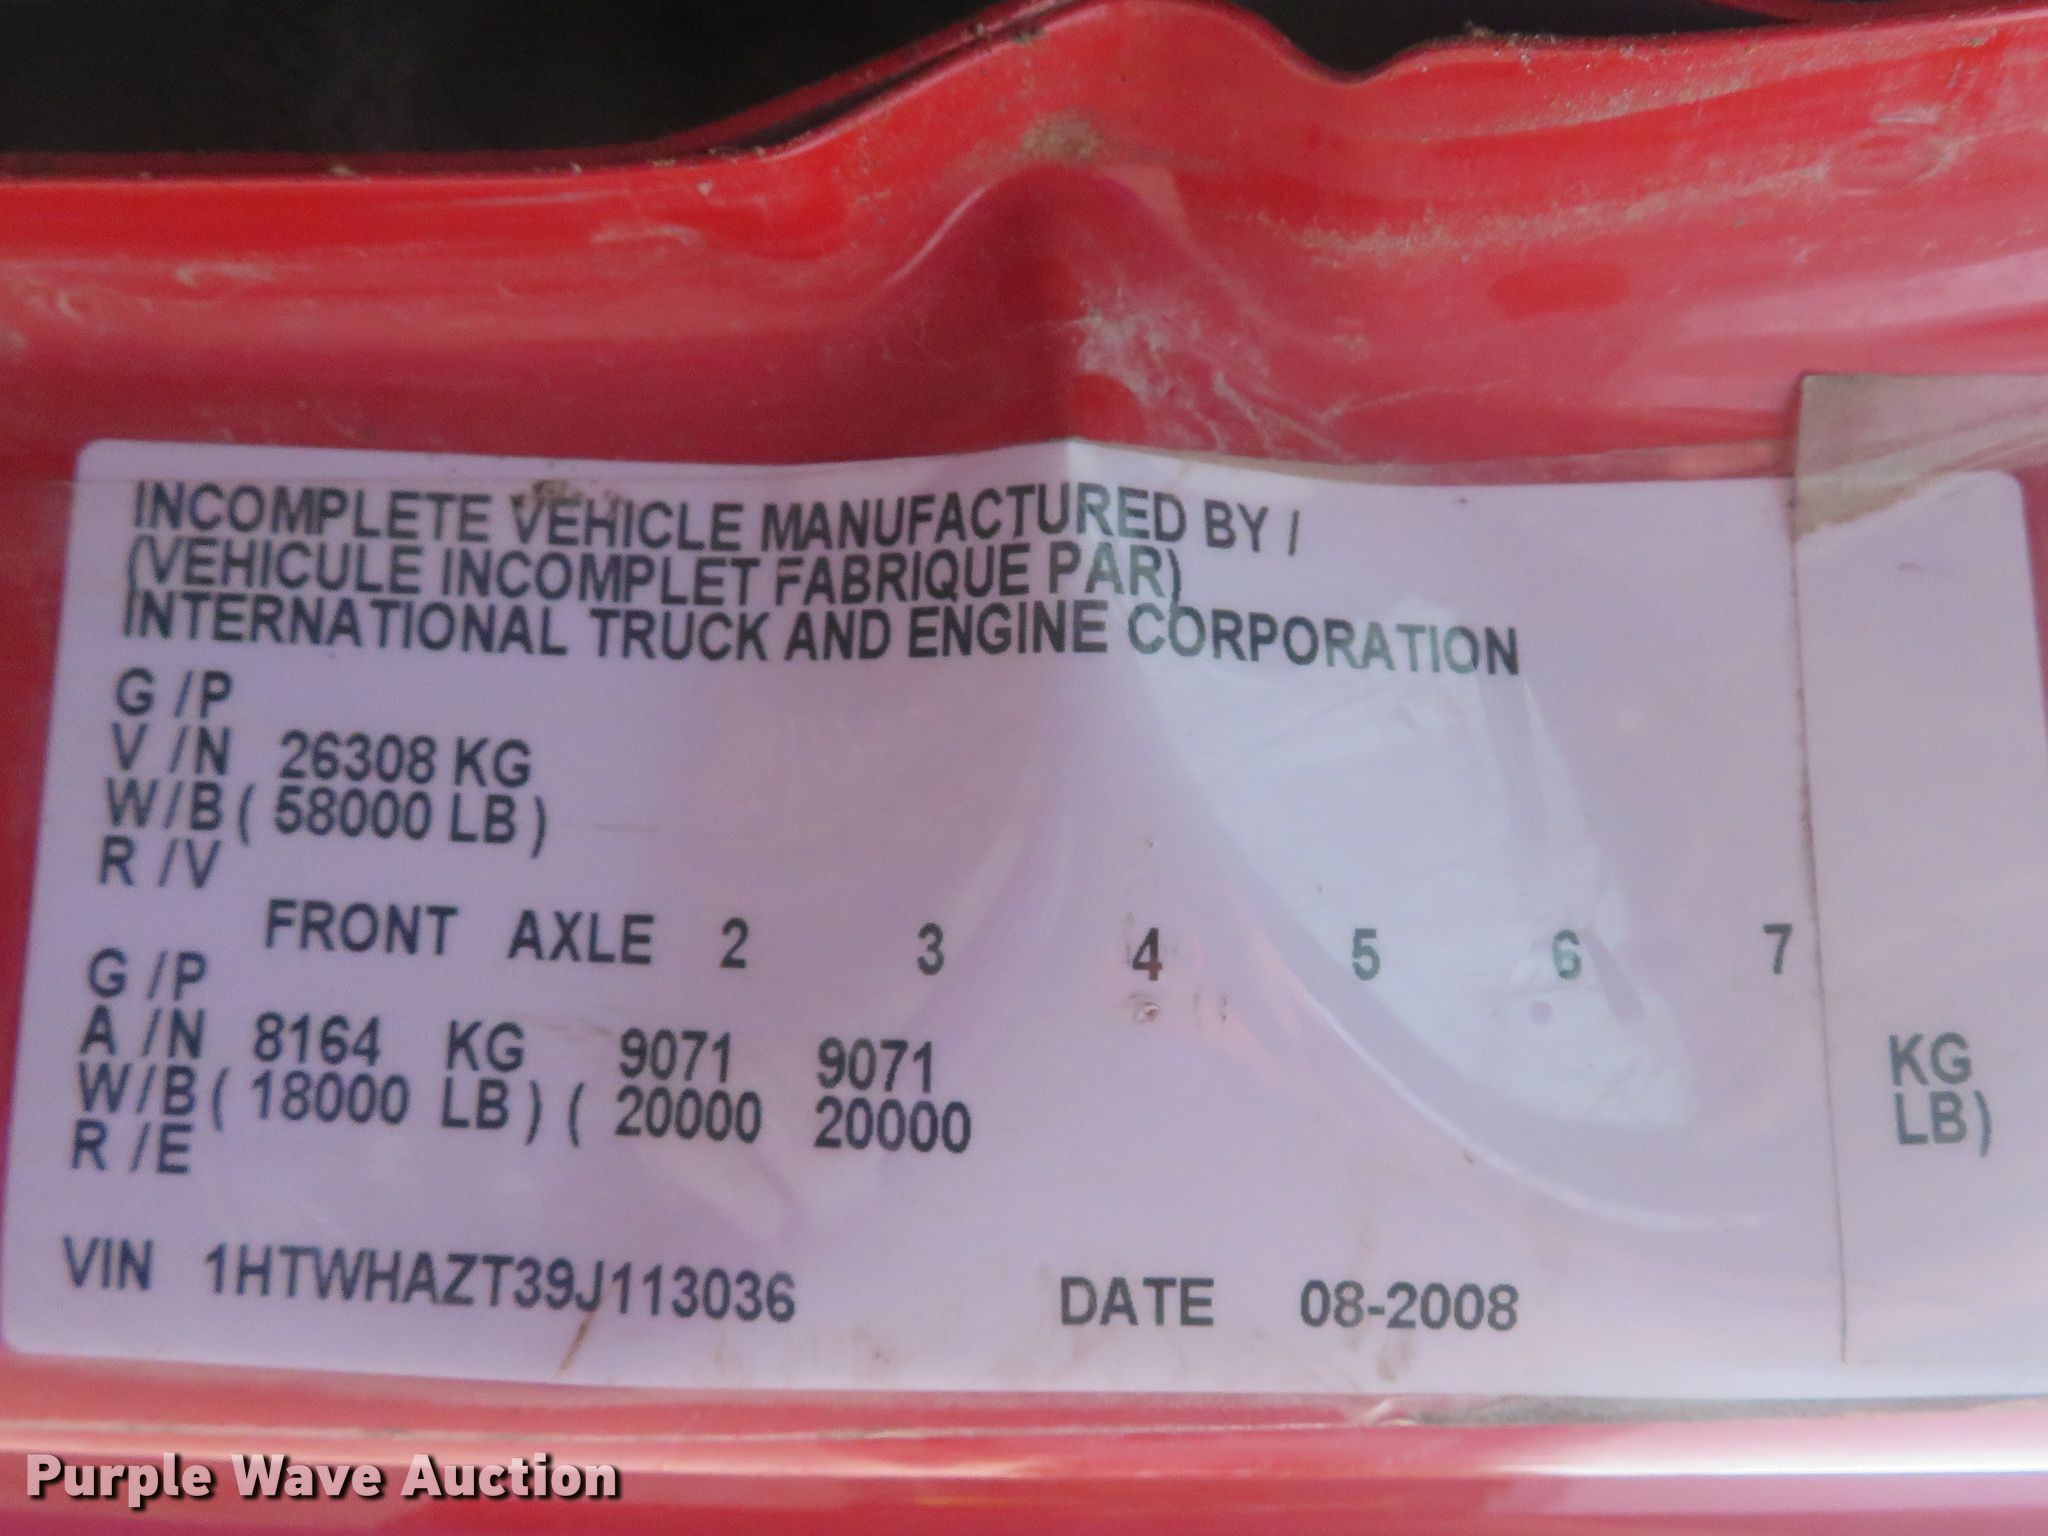 INCOMPLETE VEHICLE MANUFACTURED BY /
(VEHICULE INCOMPLET FABRIQUE PAR)
INTERNATIONAL TRUCK AND ENGINE CORPORATION
G /P
V /N 26308 KG
W/B ( 58000 LB )
R /V
FRONT AXLE 2 3 4 5 6 7
G /P
A /N 8164 KG 9071 9071 KG
W/B ( 18000 LB ) ( 20000 20000 LB )
R /E
VIN 1HTWHAZT39J113036 DATE 08-2008
Purple Wave Auction